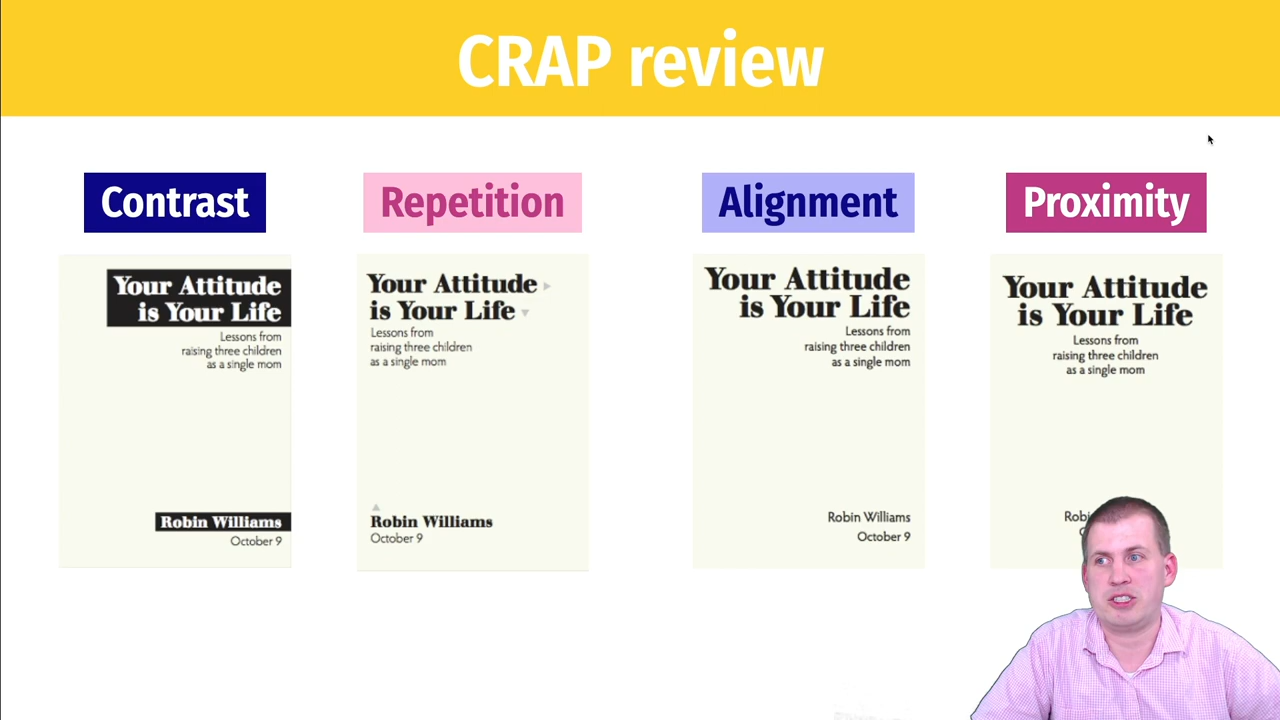 CRAP review
Contrast
Your Attitude
is Your Life
Lessons from
raising three children
as a single mom
Robin Williams
October 9
Repetition
Your Attitude
is Your Life
Lessons from
raising three children
as a single mom
Robin Williams
October 9
Alignment
Your Attitude
is Your Life
Lessons from
raising three children
as a single mom
Robin Williams
October 9
Proximity
Your Attitude
is Your Life
Lessons from
raising three children
as a single mom